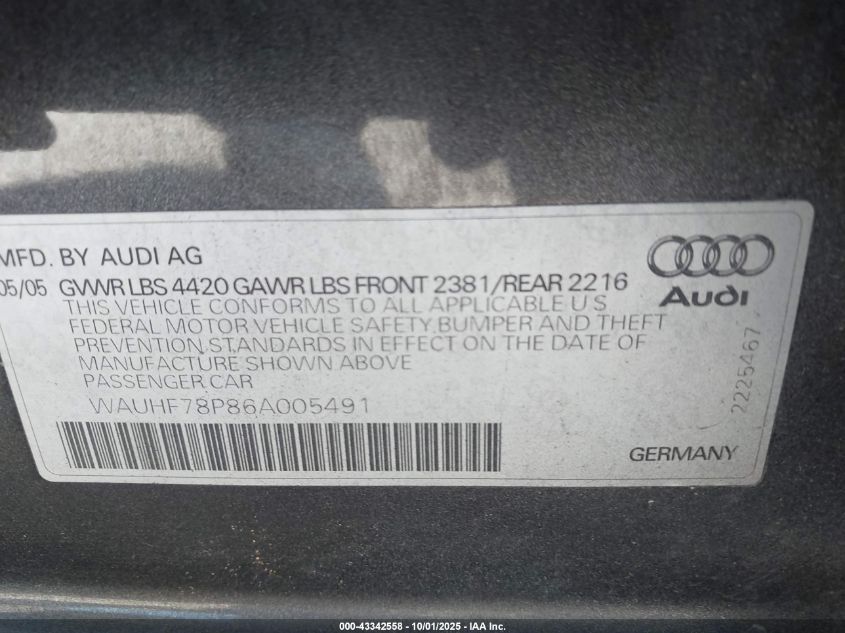 MFD. BY AUDI AG
05/05 GVWR LBS 4420 GAWR LBS FRONT 2381/REAR 2216
THIS VEHICLE CONFORMS TO ALL APPLICABLE U S
FEDERAL MOTOR VEHICLE SAFETY,BUMPER AND THEFT
PREVENTION,STANDARDS IN EFFECT ON THE DATE OF
MANUFACTURE SHOWN ABOVE
PASSENGER CAR
WAUHF78P86A005491
Audi
2225467
GERMANY
000-43342558 - 10/01/2025 - IAA Inc.